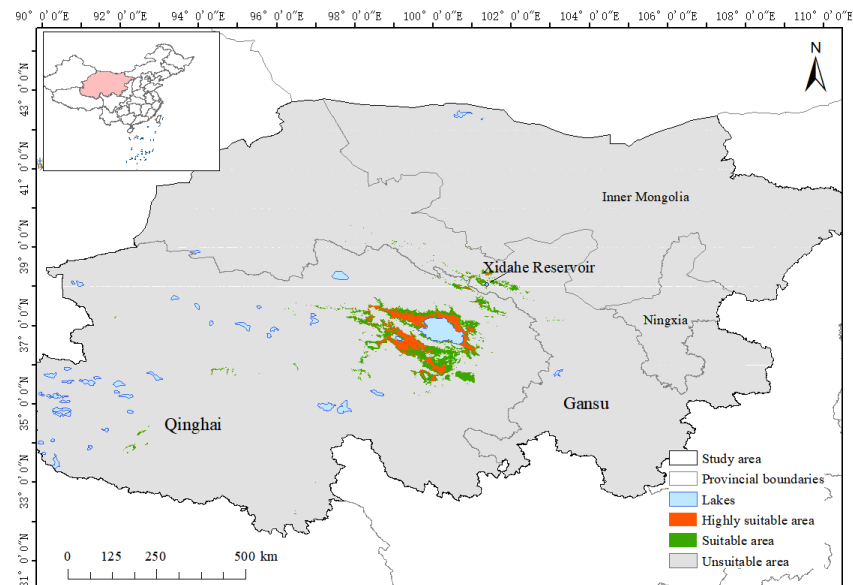 90° 0′0″E 92° 0′0″E 94° 0′0″E 96° 0′0″E 98° 0′0″E 100° 0′0″E 102° 0′0″E 104° 0′0″E 106° 0′0″E 108° 0′0″E 110° 0′0″E
N
43° 0′0″N
41° 0′0″N
39° 0′0″N
37° 0′0″N
35° 0′0″N
33° 0′0″N
31° 0′0″N
Inner Mongolia
Xidahe Reservoir
Ningxia
Gansu
Qinghai
Study area
Provincial boundaries
Lakes
Highly suitable area
Suitable area
Unsuitable area
0 125 250 500 km